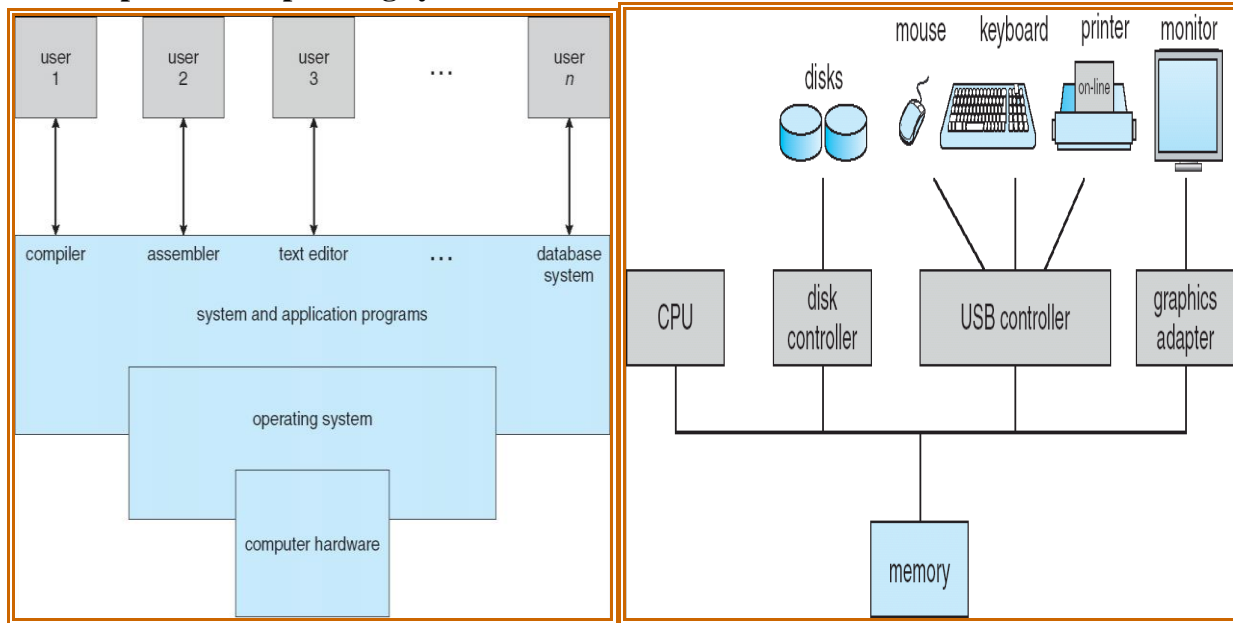 user
1
user
2
user
3
...
user
n
compiler
assembler
text editor
...
database
system
system and application programs
operating system
computer hardware
mouse
keyboard
printer
monitor
disks
on-line
CPU
disk
controller
USB controller
graphics
adapter
memory